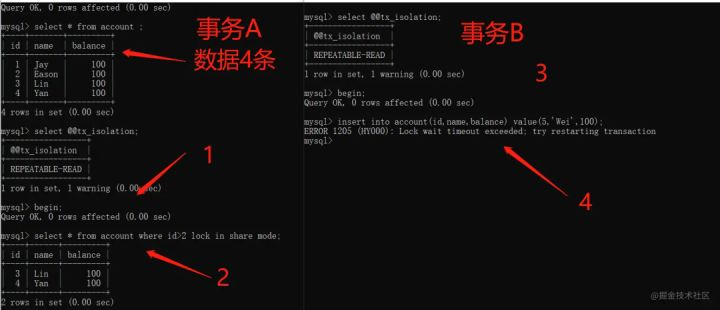 Query OK, 0 rows affected (0.00 sec)
mysql> select * from account ;
+----+-------+---------+
| id | name | balance |
+----+-------+---------+
| 1 | Jay | 100 |
| 2 | Eason | 100 |
| 3 | Lin | 100 |
| 4 | Yan | 100 |
+----+-------+---------+
4 rows in set (0.00 sec)
mysql> select @@tx_isolation;
+-----------------+
| @@tx_isolation |
+-----------------+
| REPEATABLE-READ |
+-----------------+
1 row in set, 1 warning (0.00 sec)
mysql> begin;
Query OK, 0 rows affected (0.00 sec)
mysql> select * from account where id>2 lock in share mode;
+----+------+---------+
| id | name | balance |
+----+------+---------+
| 3 | Lin | 100 |
| 4 | Yan | 100 |
+----+------+---------+
2 rows in set (0.00 sec)
事务A
数据4条
1
2
mysql> select @@tx_isolation;
+-----------------+
| @@tx_isolation |
+-----------------+
| REPEATABLE-READ |
+-----------------+
1 row in set, 1 warning (0.00 sec)
mysql> begin;
Query OK, 0 rows affected (0.00 sec)
mysql> insert into account(id,name,balance) value(5,'Wei',100);
ERROR 1205 (HY000): Lock wait timeout exceeded; try restarting transaction
mysql>
事务B
3
4
@掘金技术社区